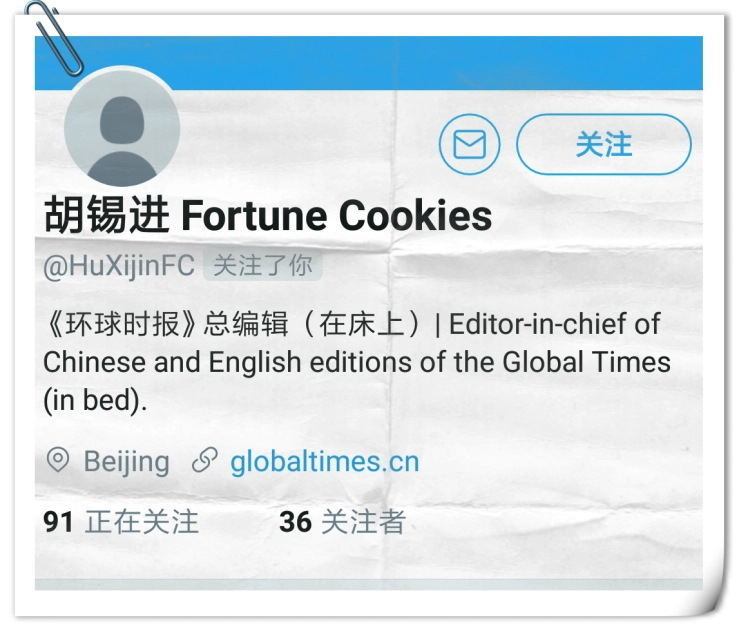 关注
胡锡进 Fortune Cookies
@HuXijinFC 关注了你
《环球时报》总编辑（在床上）| Editor-in-chief of
Chinese and English editions of the Global Times
(in bed).
Beijing globaltimes.cn
91 正在关注 36 关注者